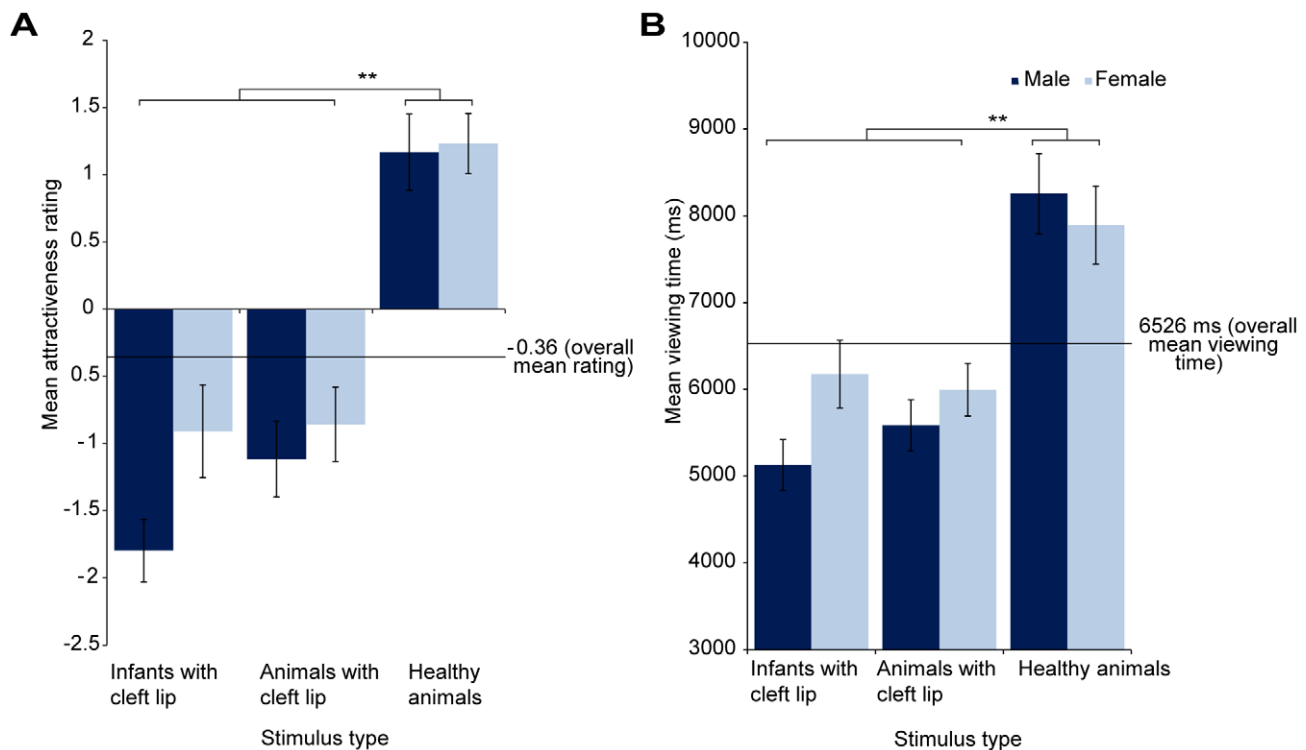 A
2
1.5
1
0.5
0
0.5
-1
-1.5
-2
-2.5
Mean attractiveness rating
**
-0.36 (overall
mean rating)
Infants with
cleft lip
Animals with
cleft lip
Healthy
animals
Stimulus type
B
10000
9000
8000
7000
6000
5000
4000
3000
Mean viewing time (ms)
Male
Female
**
6526 ms (overall
mean viewing
time)
Infants with
cleft lip
Animals with
cleft lip
Healthy animals
Stimulus type